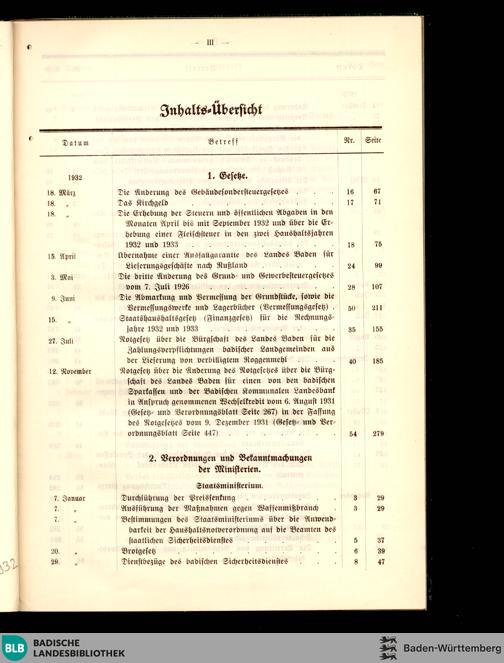 — III —
Inhalts-Übersicht
Datum Betreff Nr. Seite
1932 1. Gesetze.
18. März Die Änderung des Gebäudesondersteuergesetzes . . . 16 67
18. „ Das Kirchgeld . . . 17 71
18. „ Die Erhebung der Steuern und öffentlichen Abgaben in den
Monaten April bis mit September 1932 und über die Er-
hebung einer Fleischsteuer in den zwei Haushaltsjahren
1932 und 1933 . . . 18 75
15. April Übernahme einer Ausfallgarantie des Landes Baden für
Lieferungsgeschäfte nach Rußland . . . 24 99
3. Mai Die dritte Änderung des Grund- und Gewerbesteuergesetzes
vom 7. Juli 1926 . . . 28 107
9. Juni Die Abmarkung und Vermessung der Grundstücke, sowie die
Vermessungswerke und Lagerbücher (Vermessungsgesetz) . 50 211
15. „ Staatshaushaltsgesetz (Finanzgesetz) für die Rechnungs-
jahre 1932 und 1933 . . . 35 155
27. Juli Notgesetz über die Bürgschaft des Landes Baden für die
Zahlungsverpflichtungen badischer Landgemeinden aus
der Lieferung von verbilligtem Roggenmehl . . . 40 185
12. November Notgesetz über die Änderung des Notgesetzes über die Bürg-
schaft des Landes Baden für einen von den badischen
Sparkassen und der Badischen Kommunalen Landesbank
in Anspruch genommenen Wechselkredit vom 6. August 1931
(Gesetz- und Verordnungsblatt Seite 267) in der Fassung
des Notgesetzes vom 9. Dezember 1931 (Gesetz- und Ver-
ordnungsblatt Seite 447) . . . 54 279
2. Verordnungen und Bekanntmachungen
der Ministerien.
Staatsministerium.
7. Januar Durchführung der Preissenkung . . . 3 29
7. „ Ausführung der Maßnahmen gegen Waffenmißbrauch . . . 3 29
7. „ Bestimmungen des Staatsministeriums über die Anwend-
barkeit der Haushaltsnotverordnung auf die Beamten des
staatlichen Sicherheitsdienstes . . . 5 37
20. „ Brotgesetz . . . 6 39
29. „ Dienstbezüge des badischen Sicherheitsdienstes . . . 8 47
BLB BADISCHE
LANDESBIBLIOTHEK
Baden-Württemberg